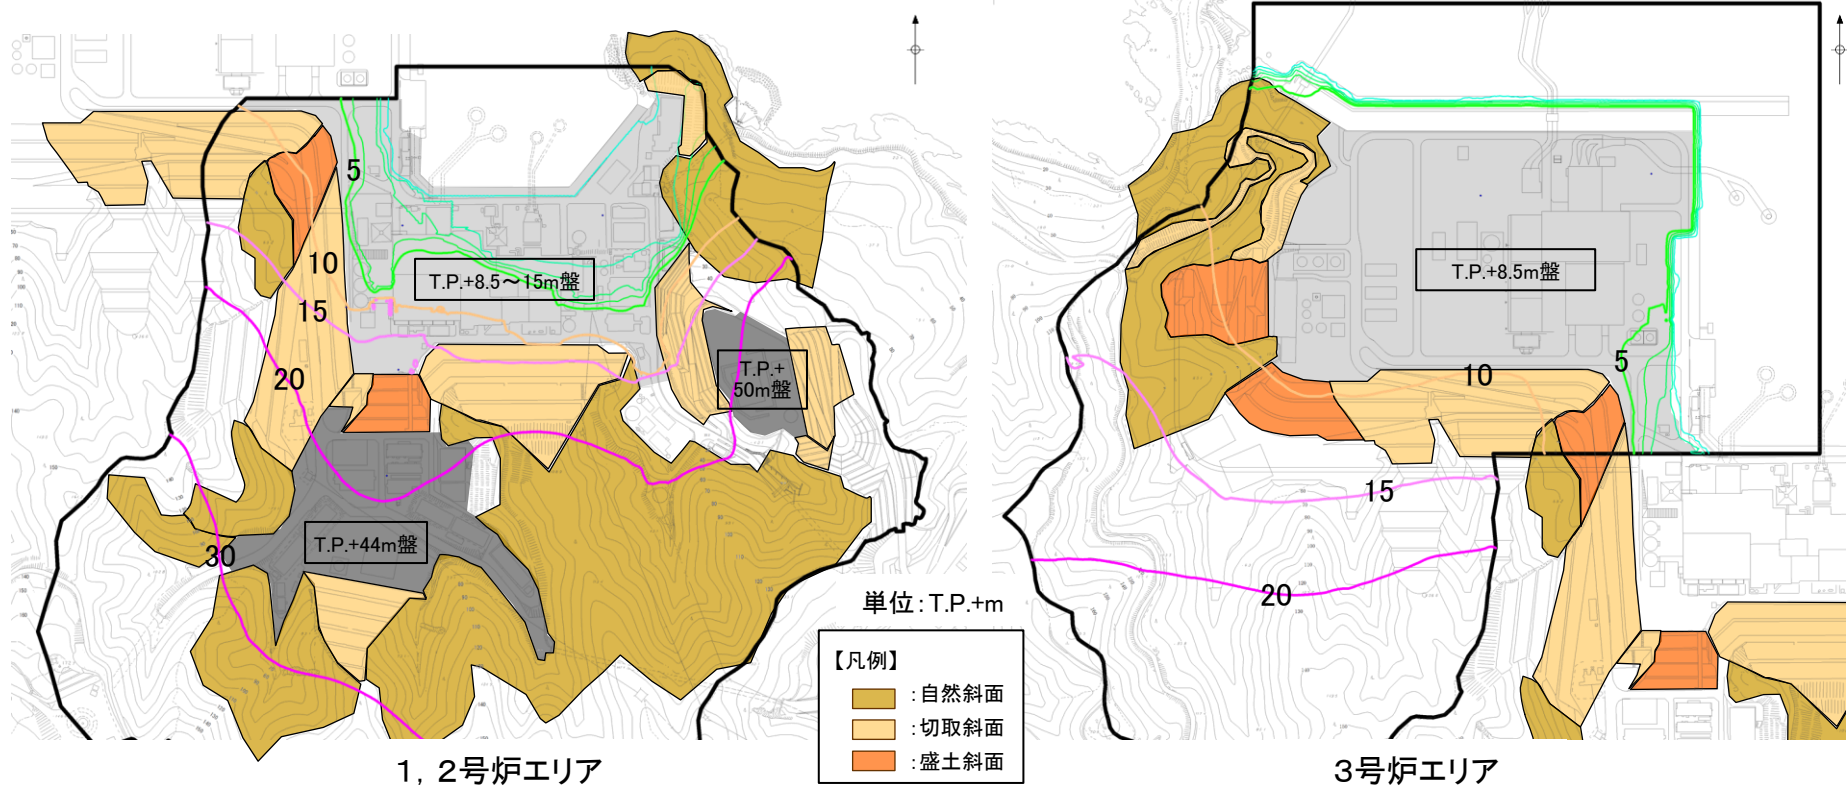 5
10
T.P.+8.5～15m盤
15
20
T.P.+
50m盤
T.P.+44m盤
30
T.P.+8.5m盤
5
10
15
20
単位:T.P.+m
【凡例】
:自然斜面
:切取斜面
:盛土斜面
1，2号炉エリア
3号炉エリア